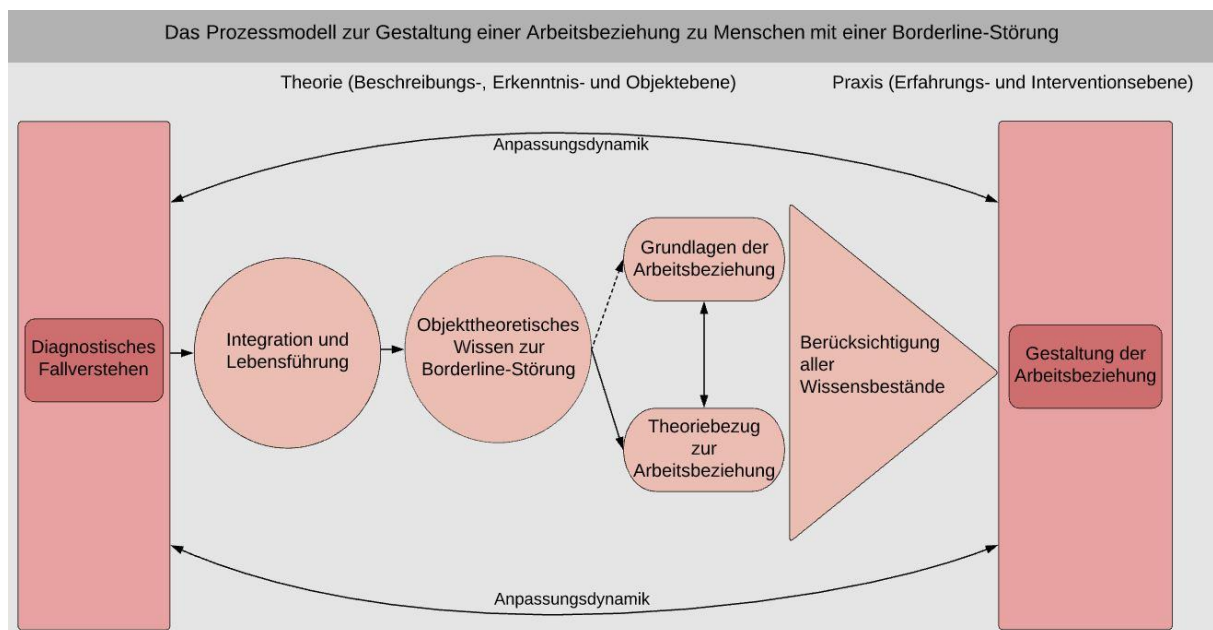 Das Prozessmodell zur Gestaltung einer Arbeitsbeziehung zu Menschen mit einer Borderline-Störung
Theorie (Beschreibungs-, Erkenntnis- und Objektebene)
Praxis (Erfahrungs- und Interventionsebene)
Anpassungsdynamik
Diagnostisches
Fallverstehen
Integration und
Lebensführung
Objekttheoretisches
Wissen zur
Borderline-Störung
Grundlagen der
Arbeitsbeziehung
Theoriebezug
zur
Arbeitsbeziehung
Berücksichtigung
aller
Wissensbestände
Gestaltung der
Arbeitsbeziehung
Anpassungsdynamik